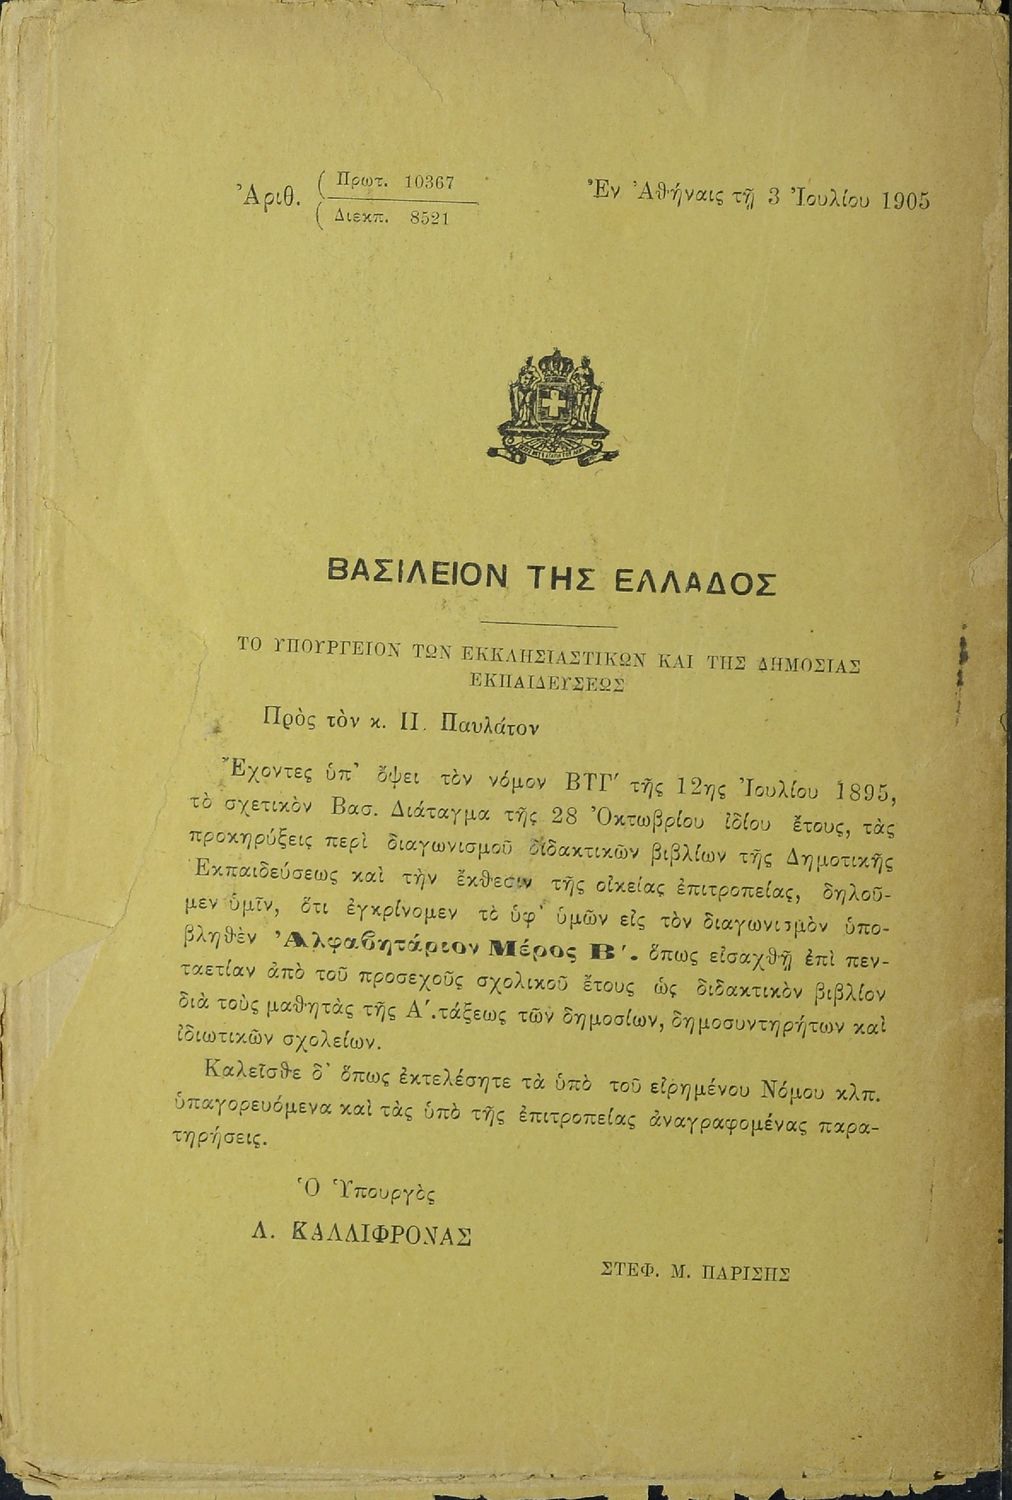 Ἀριθ. Πρωτ. 10367
Διεκπ. 8521
Ἐν Ἀθήναις τῇ 3 Ἰουλίου 1905
ΒΑΣΙΛΕΙΟΝ ΤΗΣ ΕΛΛΑΔΟΣ
ΤΟ ΥΠΟΥΡΓΕΙΟΝ ΤΩΝ ΕΚΚΛΗΣΙΑΣΤΙΚΩΝ ΚΑΙ ΤΗΣ ΔΗΜΟΣΙΑΣ
ΕΚΠΑΙΔΕΥΣΕΩΣ
Πρὸς τὸν κ. Π. Παυλάτον
Ἔχοντες ὑπ' ὄψει τὸν νόμον ΒΤΓ' τῆς 12ης Ἰουλίου 1895,
τὸ σχετικὸν Βασ. Διάταγμα τῆς 28 Ὀκτωβρίου ἰδίου ἔτους, τὰς
προκηρύξεις περὶ διαγωνισμοῦ διδακτικῶν βιβλίων τῆς Δημοτικῆς
Ἐκπαιδεύσεως καὶ τὴν ἔκθεσιν τῆς οἰκείας ἐπιτροπείας, δηλοῦ-
μεν ὑμῖν, ὅτι ἐγκρίνομεν τὸ ὑφ' ὑμῶν εἰς τὸν διαγωνισμὸν ὑπο-
βληθὲν Ἀλφαβητάριον Μέρος Β'. ὅπως εἰσαχθῇ ἐπὶ πεν-
ταετίαν ἀπὸ τοῦ προσεχοῦς σχολικοῦ ἔτους ὡς διδακτικὸν βιβλίον
διὰ τοὺς μαθητὰς τῆς Α'. τάξεως τῶν δημοσίων, δημοσυντηρήτων καὶ
ἰδιωτικῶν σχολείων.
Καλεῖσθε δ' ὅπως ἐκτελέσητε τὰ ὑπὸ τοῦ εἰρημένου Νόμου κλπ.
ὑπαγορευόμενα καὶ τὰς ὑπὸ τῆς ἐπιτροπείας ἀναγραφομένας παρα-
τηρήσεις.
Ὁ Ὑπουργὸς
Λ. ΚΑΛΛΙΦΡΟΝΑΣ
ΣΤΕΦ. Μ. ΠΑΡΙΣΗΣ